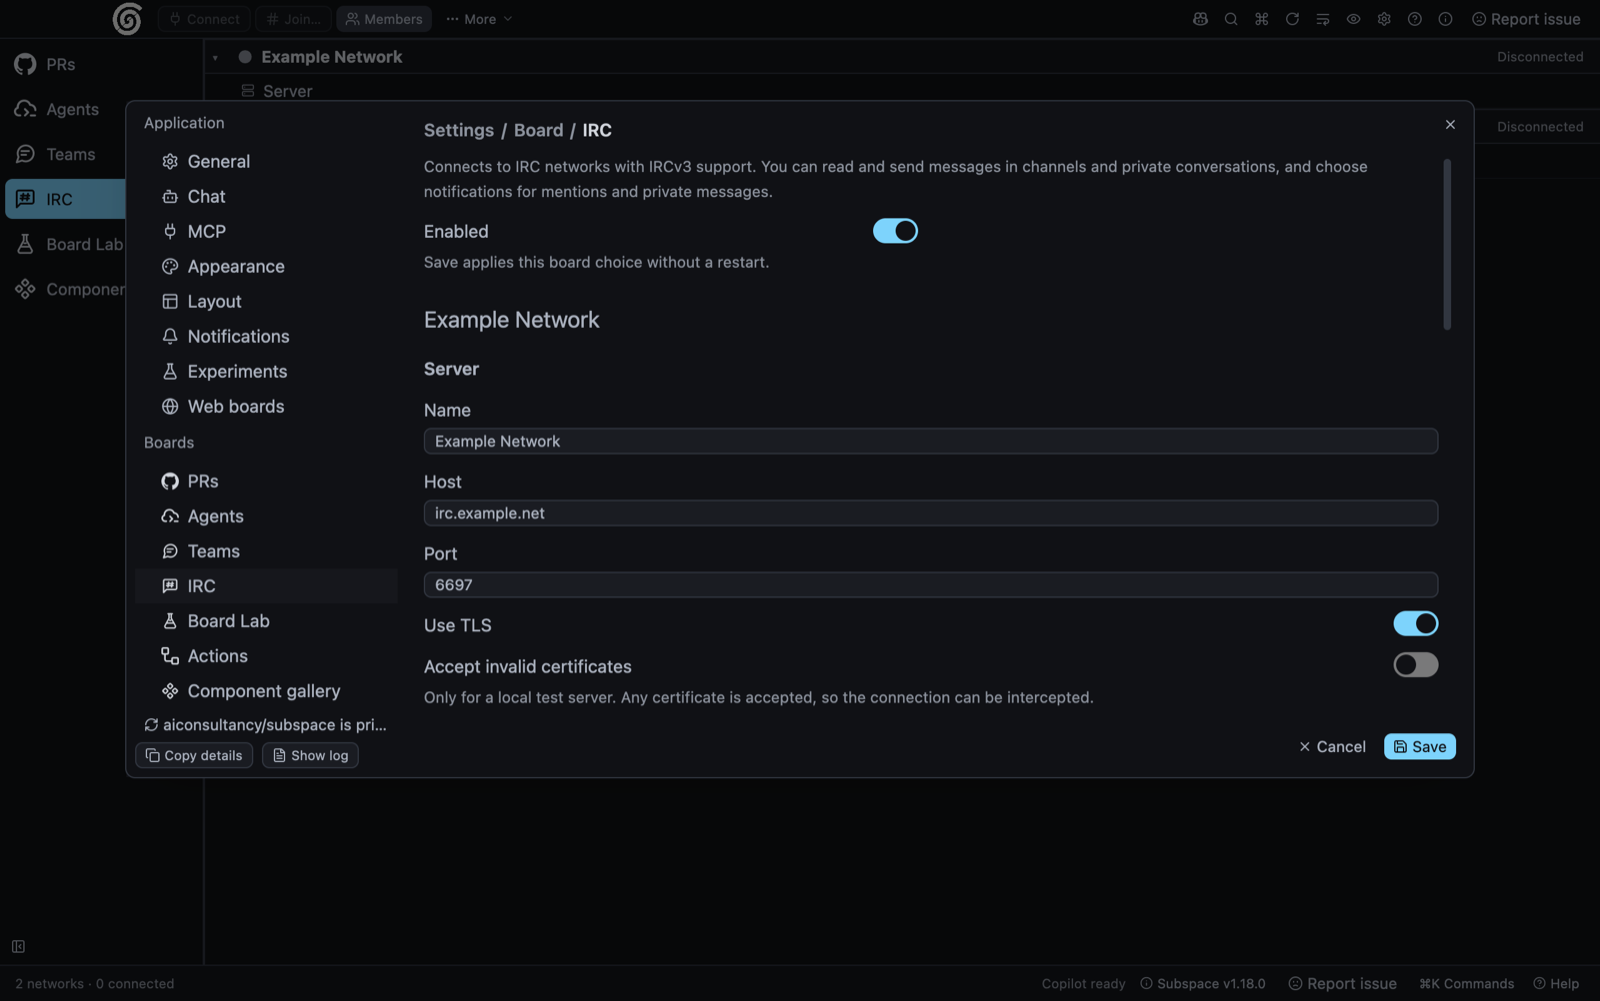 Connect
Join...
Members
··· More
Report issue
PRs
Agents
Teams
IRC
Board Lab
Componen
Example Network
Disconnected
Server
Disconnected
Application
General
Chat
MCP
Appearance
Layout
Notifications
Experiments
Web boards
Boards
PRs
Agents
Teams
IRC
Board Lab
Actions
Component gallery
aiconsultancy/subspace is pri...
Copy details
Show log
Settings / Board / IRC
Connects to IRC networks with IRCv3 support. You can read and send messages in channels and private conversations, and choose
notifications for mentions and private messages.
Enabled
Save applies this board choice without a restart.
Example Network
Server
Name
Example Network
Host
irc.example.net
Port
6697
Use TLS
Accept invalid certificates
Only for a local test server. Any certificate is accepted, so the connection can be intercepted.
Cancel
Save
2 networks · 0 connected
Copilot ready
Subspace v1.18.0
Report issue
⌘K Commands
Help